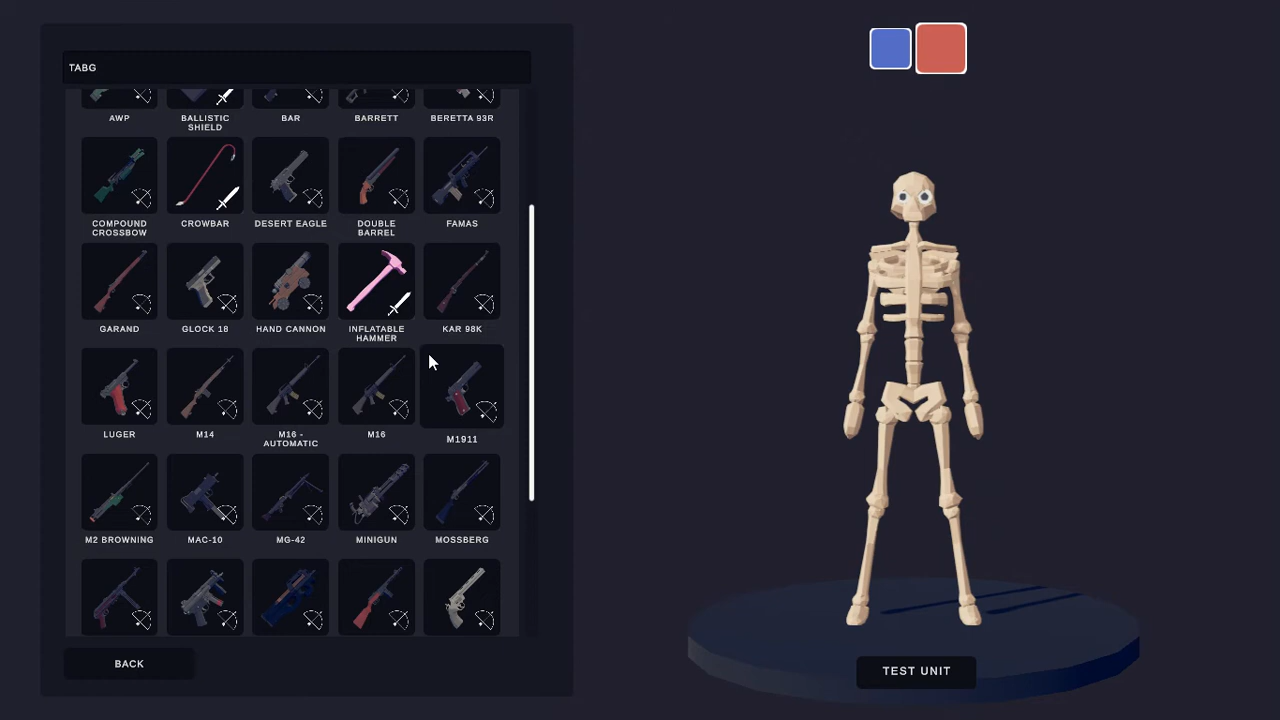 TABG
AWP
BALLISTIC
SHIELD
BAR
BARRETT
BERETTA 93R
COMPOUND
CROSSBOW
CROWBAR
DESERT EAGLE
DOUBLE
BARREL
FAMAS
GARAND
GLOCK 18
HAND CANNON
INFLATABLE
HAMMER
KAR 98K
LUGER
M14
M16 -
AUTOMATIC
M16
M1911
M2 BROWNING
MAC-10
MG-42
MINIGUN
MOSSBERG
BACK
TEST UNIT